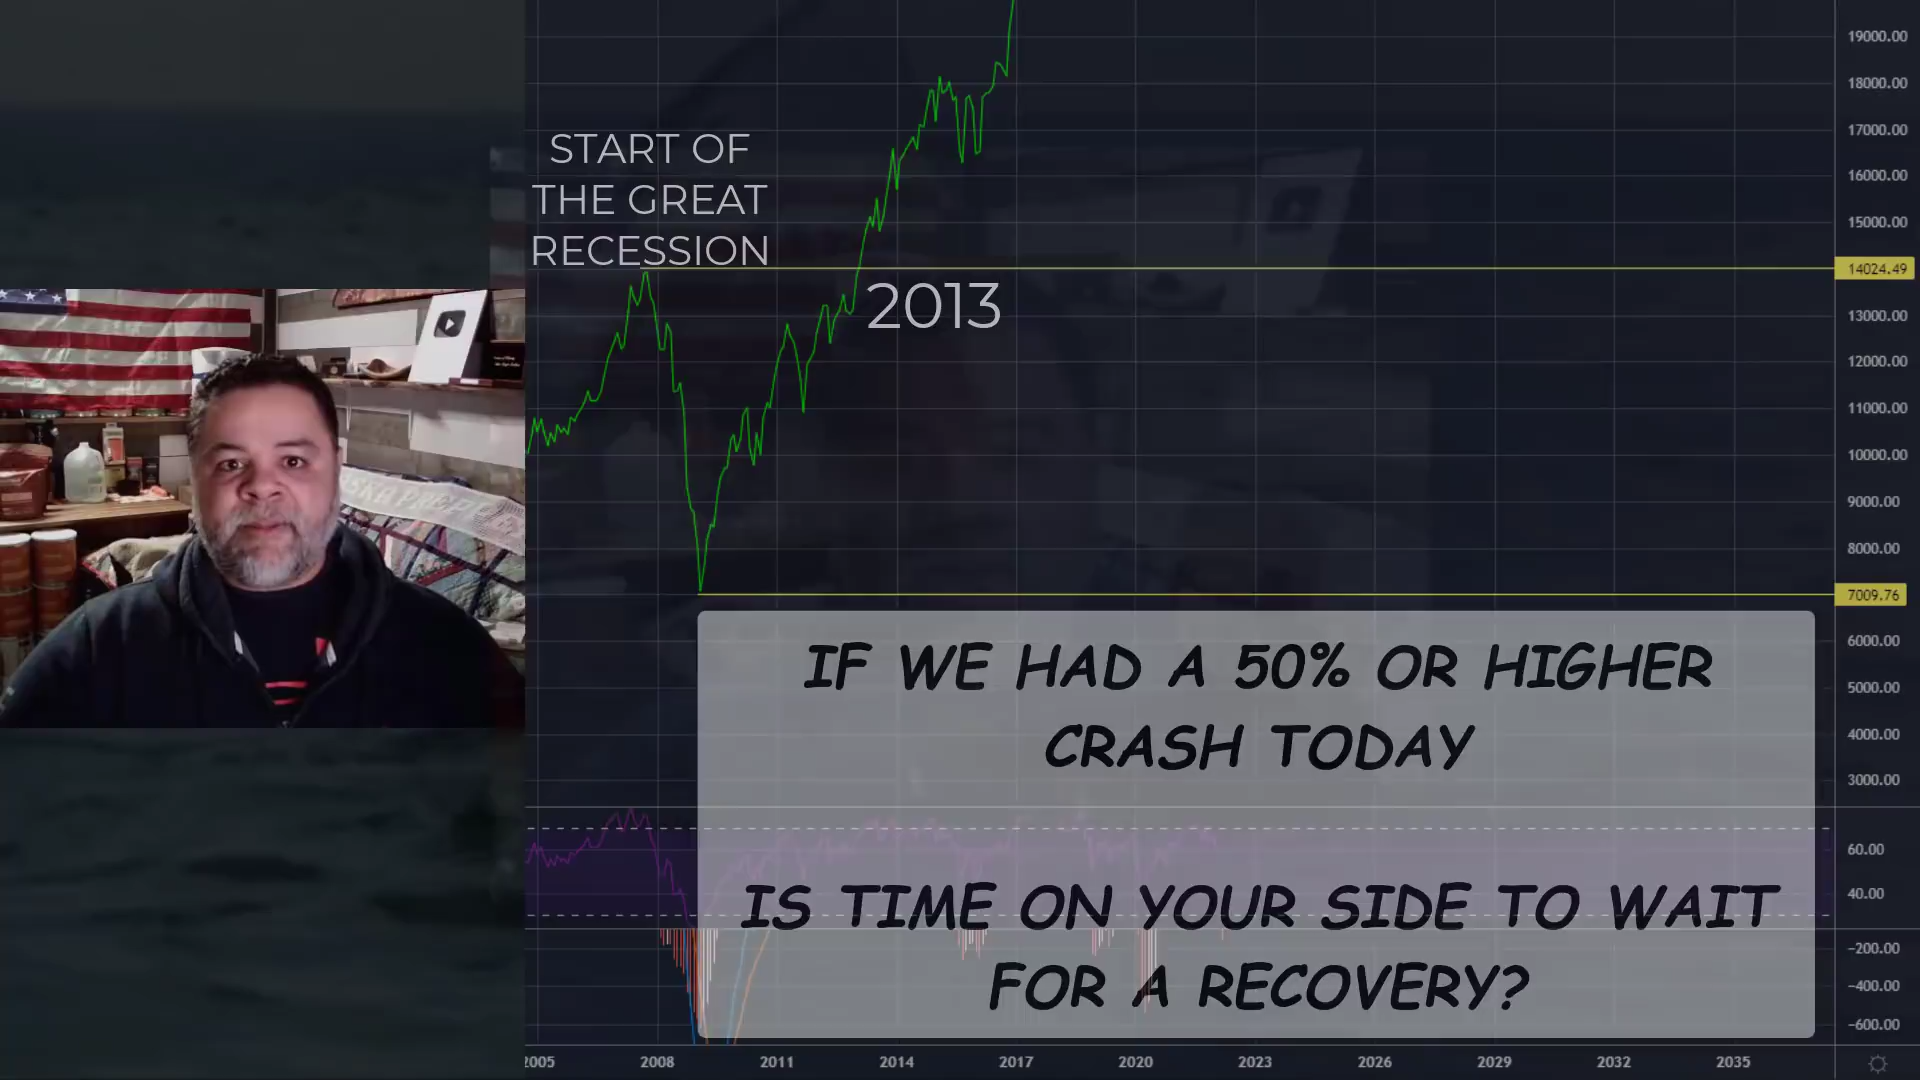 START OF
THE GREAT
RECESSION
2013
IF WE HAD A 50% OR HIGHER
CRASH TODAY
IS TIME ON YOUR SIDE TO WAIT
FOR A RECOVERY?
19000.00
18000.00
17000.00
16000.00
15000.00
14024.49
13000.00
12000.00
11000.00
10000.00
9000.00
8000.00
7009.76
6000.00
5000.00
4000.00
3000.00
60.00
40.00
-200.00
-400.00
-600.00
2005 2008 2011 2014 2017 2020 2023 2026 2029 2032 2035